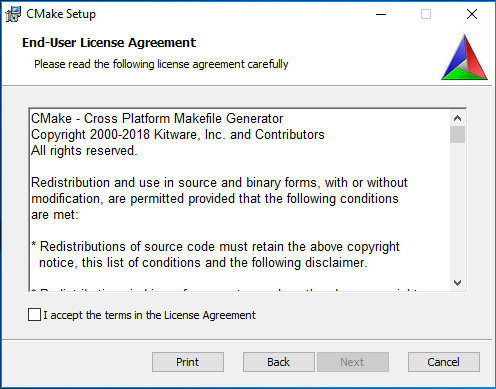 CMake Setup
End-User License Agreement
Please read the following license agreement carefully
CMake - Cross Platform Makefile Generator
Copyright 2000-2018 Kitware, Inc. and Contributors
All rights reserved.
Redistribution and use in source and binary forms, with or without
modification, are permitted provided that the following conditions
are met:
* Redistributions of source code must retain the above copyright
notice, this list of conditions and the following disclaimer.
I accept the terms in the License Agreement
Print
Back
Next
Cancel